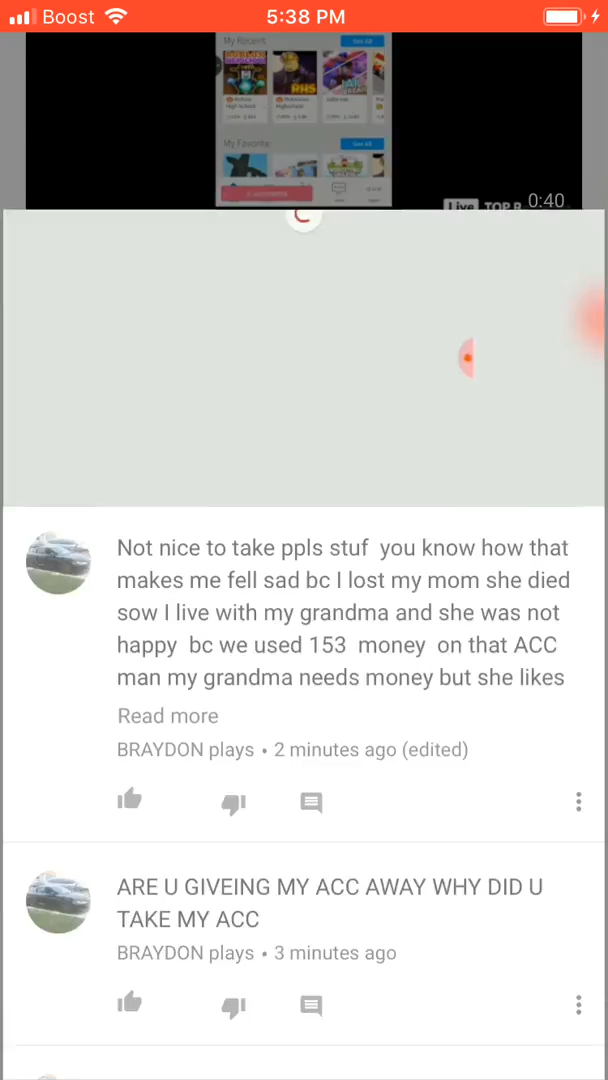 Boost
5:38 PM
My Recent
See All
RHS
My Favorite
See All
Live TOP R
0:40
Not nice to take ppls stuf you know how that
makes me fell sad bc I lost my mom she died
sow I live with my grandma and she was not
happy bc we used 153 money on that ACC
man my grandma needs money but she likes
Read more
BRAYDON plays • 2 minutes ago (edited)
ARE U GIVEING MY ACC AWAY WHY DID U
TAKE MY ACC
BRAYDON plays • 3 minutes ago